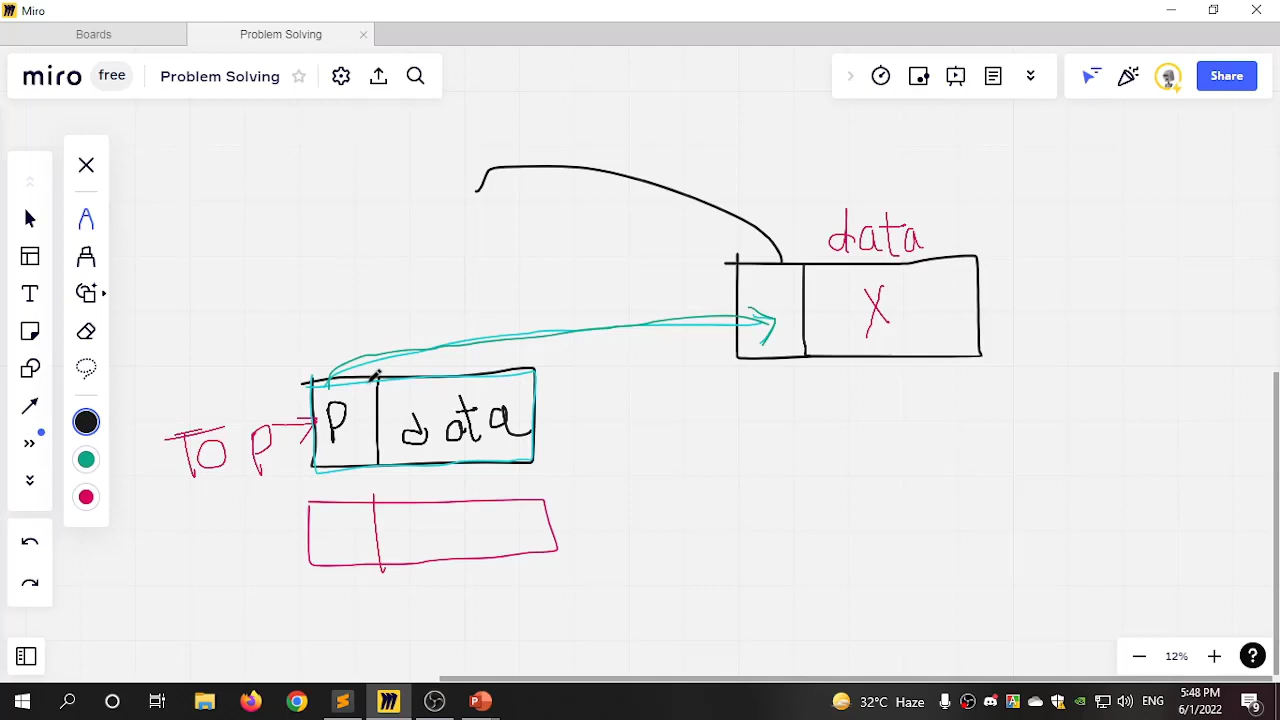 Miro
Boards
Problem Solving
miro
free
Problem Solving
Share
data
X
P
data
TOP
12%
32°C Haze
ENG
5:48 PM
6/1/2022
9